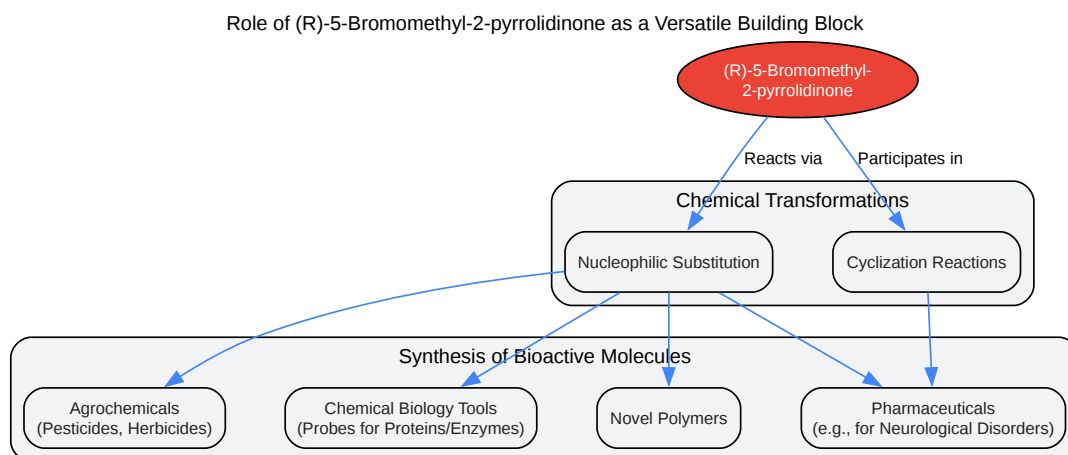 Role of (R)-5-Bromomethyl-2-pyrrolidinone as a Versatile Building Block
(R)-5-Bromomethyl-
2-pyrrolidinone
Reacts via
Participates in
Chemical Transformations
Nucleophilic Substitution
Cyclization Reactions
Synthesis of Bioactive Molecules
Agrochemicals
(Pesticides, Herbicides)
Chemical Biology Tools
(Probes for Proteins/Enzymes)
Novel Polymers
Pharmaceuticals
(e.g., for Neurological Disorders)